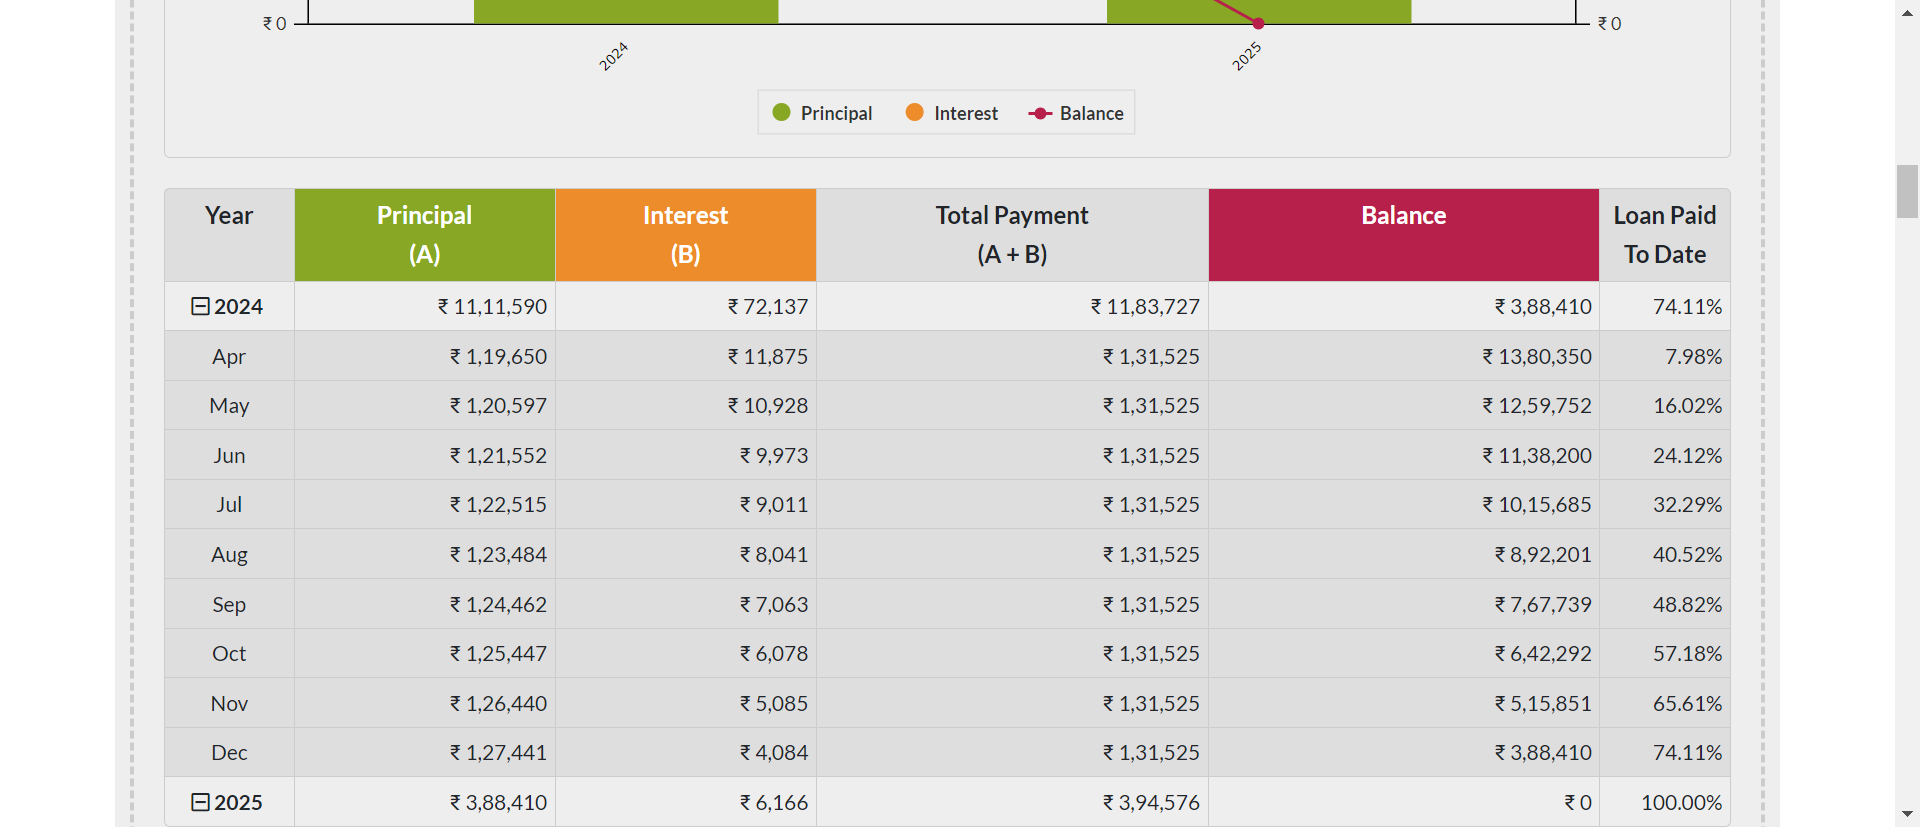 ₹ 0 ₹ 0
2024 2025
Principal Interest Balance
Year Principal Interest Total Payment Balance Loan Paid
(A) (B) (A + B) To Date
2024 ₹ 11,11,590 ₹ 72,137 ₹ 11,83,727 ₹ 3,88,410 74.11%
Apr ₹ 1,19,650 ₹ 11,875 ₹ 1,31,525 ₹ 13,80,350 7.98%
May ₹ 1,20,597 ₹ 10,928 ₹ 1,31,525 ₹ 12,59,752 16.02%
Jun ₹ 1,21,552 ₹ 9,973 ₹ 1,31,525 ₹ 11,38,200 24.12%
Jul ₹ 1,22,515 ₹ 9,011 ₹ 1,31,525 ₹ 10,15,685 32.29%
Aug ₹ 1,23,484 ₹ 8,041 ₹ 1,31,525 ₹ 8,92,201 40.52%
Sep ₹ 1,24,462 ₹ 7,063 ₹ 1,31,525 ₹ 7,67,739 48.82%
Oct ₹ 1,25,447 ₹ 6,078 ₹ 1,31,525 ₹ 6,42,292 57.18%
Nov ₹ 1,26,440 ₹ 5,085 ₹ 1,31,525 ₹ 5,15,851 65.61%
Dec ₹ 1,27,441 ₹ 4,084 ₹ 1,31,525 ₹ 3,88,410 74.11%
2025 ₹ 3,88,410 ₹ 6,166 ₹ 3,94,576 ₹ 0 100.00%